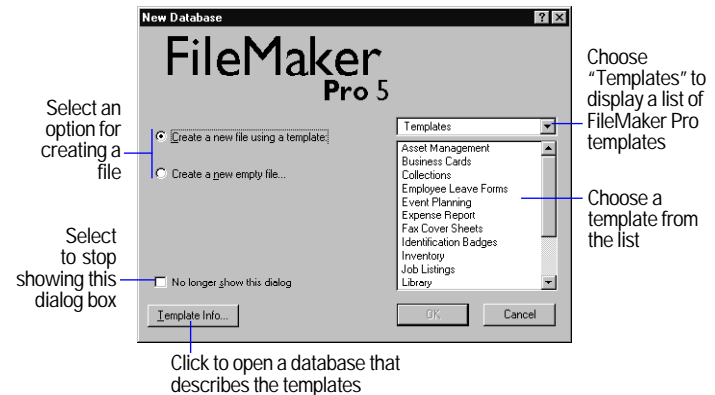 New Database
FileMaker
Pro 5
Select an
option for
creating a
file
Create a new file using a template:
Create a new empty file...
Templates
Choose
"Templates" to
display a list of
FileMaker Pro
templates
Asset Management
Business Cards
Collections
Employee Leave Forms
Event Planning
Expense Report
Fax Cover Sheets
Identification Badges
Inventory
Job Listings
Library
Choose a
template from
the list
Select
to stop
showing this
dialog box
No longer show this dialog
Template Info...
OK
Cancel
Click to open a database that
describes the templates